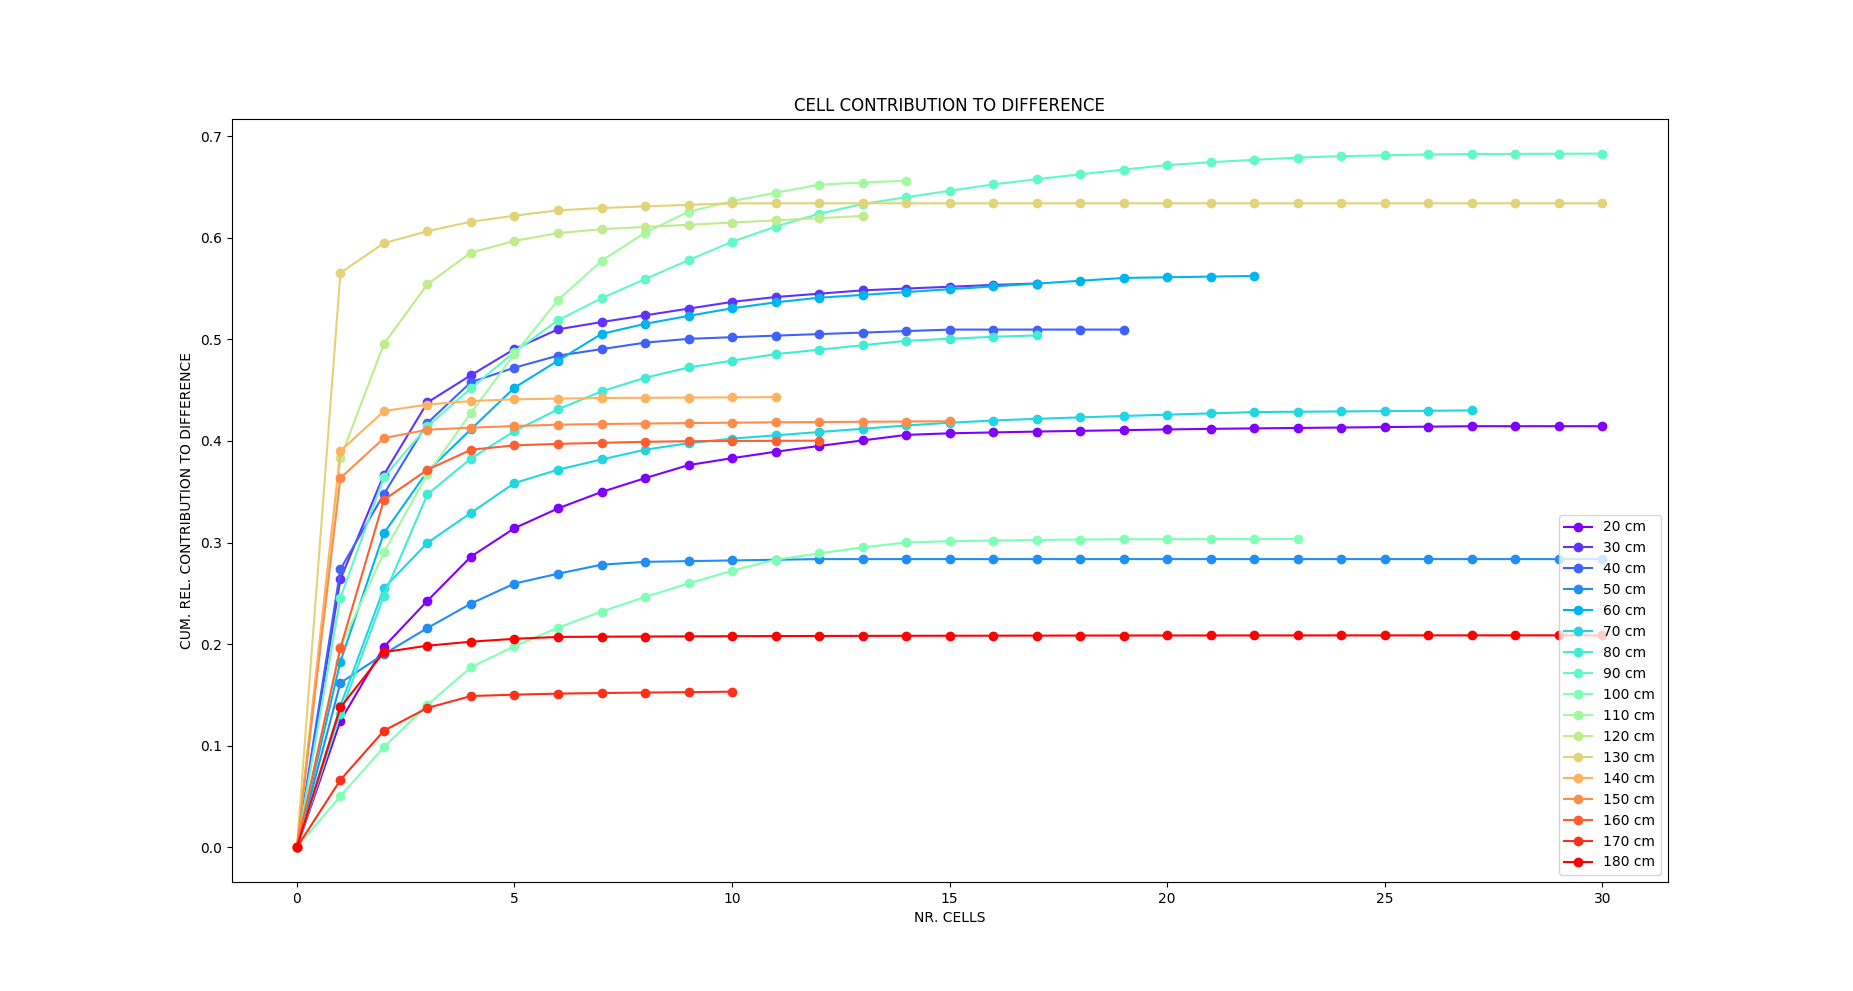 CELL CONTRIBUTION TO DIFFERENCE
CUM. REL. CONTRIBUTION TO DIFFERENCE
0.7
0.6
0.5
0.4
0.3
0.2
0.1
0.0
0 5 10 15 20 25 30
NR. CELLS
20 cm
30 cm
40 cm
50 cm
60 cm
70 cm
80 cm
90 cm
100 cm
110 cm
120 cm
130 cm
140 cm
150 cm
160 cm
170 cm
180 cm